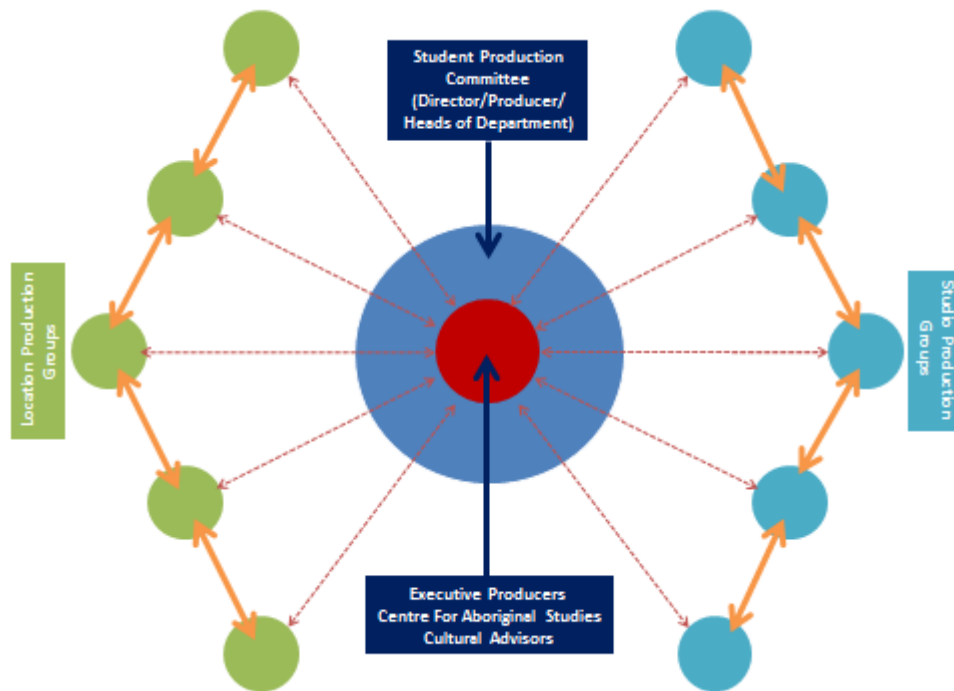 Student Production
Committee
(Director/Producer/
Heads of Department)
Location Production
Groups
Studio Production
Groups
Executive Producers
Centre For Aboriginal Studies
Cultural Advisors